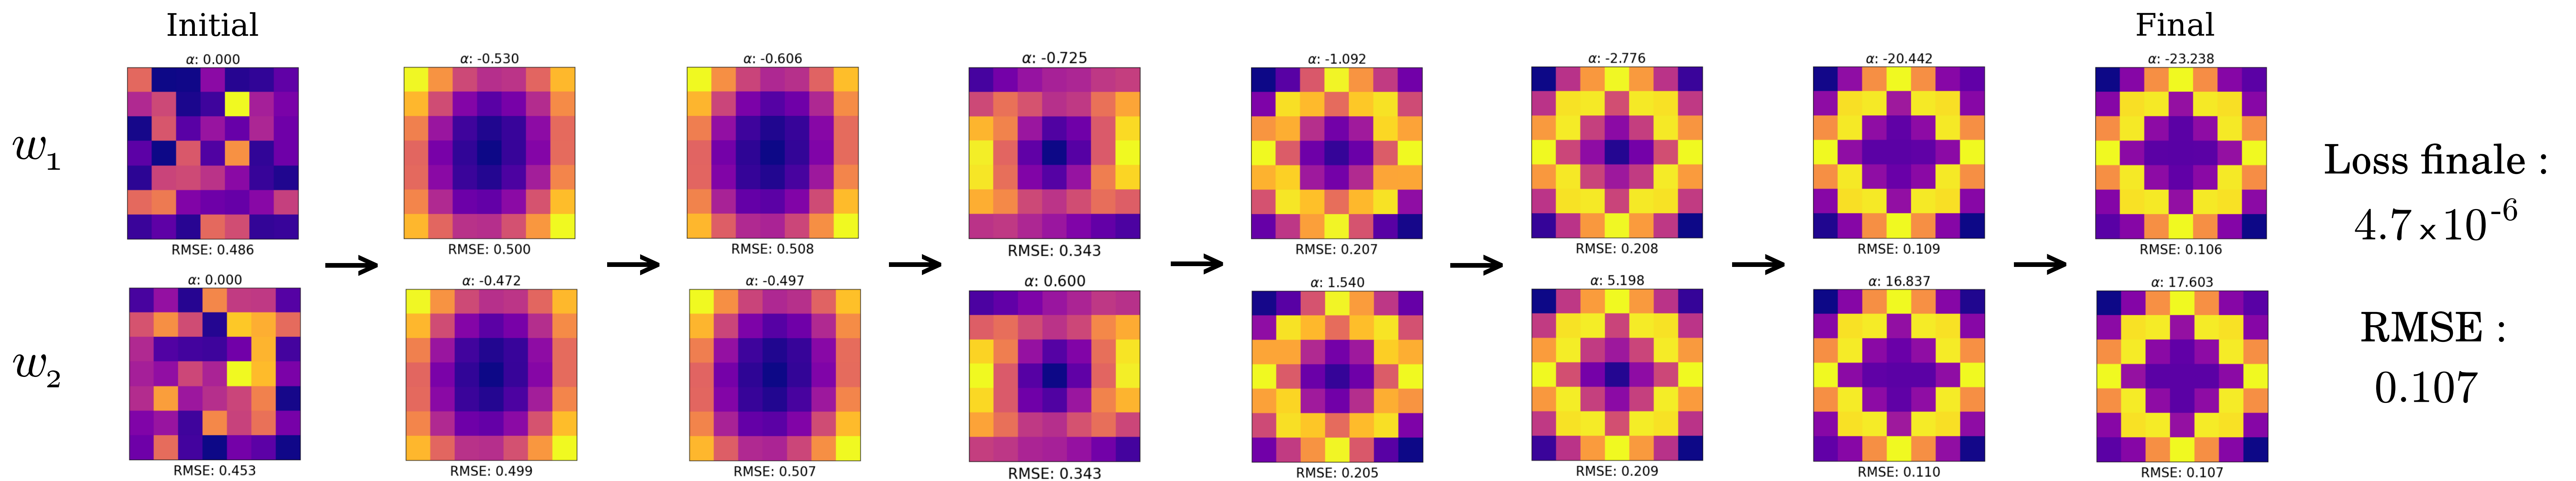 Initial
Final
α: 0.000
α: -0.530
α: -0.606
α: -0.725
α: -1.092
α: -2.776
α: -20.442
α: -23.238
w1
RMSE: 0.486
RMSE: 0.500
RMSE: 0.508
RMSE: 0.343
RMSE: 0.207
RMSE: 0.208
RMSE: 0.109
RMSE: 0.106
α: 0.000
α: -0.472
α: -0.497
α: 0.600
α: 1.540
α: 5.198
α: 16.837
α: 17.603
w2
RMSE: 0.453
RMSE: 0.499
RMSE: 0.507
RMSE: 0.343
RMSE: 0.205
RMSE: 0.209
RMSE: 0.110
RMSE: 0.107
Loss finale :
4.7×10-6
RMSE :
0.107